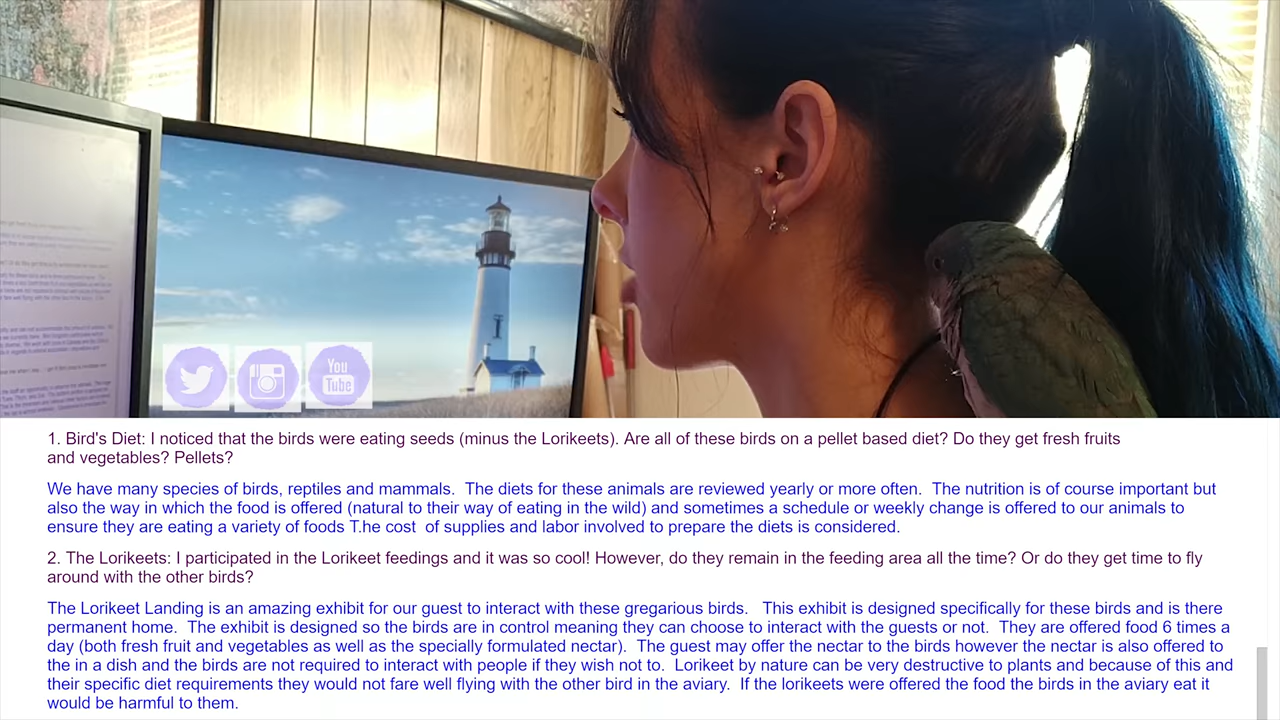 You
Tube
1. Bird's Diet: I noticed that the birds were eating seeds (minus the Lorikeets). Are all of these birds on a pellet based diet? Do they get fresh fruits
and vegetables? Pellets?
We have many species of birds, reptiles and mammals.  The diets for these animals are reviewed yearly or more often.  The nutrition is of course important but
also the way in which the food is offered (natural to their way of eating in the wild) and sometimes a schedule or weekly change is offered to our animals to
ensure they are eating a variety of foods T.he cost  of supplies and labor involved to prepare the diets is considered.
2. The Lorikeets: I participated in the Lorikeet feedings and it was so cool! However, do they remain in the feeding area all the time? Or do they get time to fly
around with the other birds?
The Lorikeet Landing is an amazing exhibit for our guest to interact with these gregarious birds.   This exhibit is designed specifically for these birds and is there
permanent home.  The exhibit is designed so the birds are in control meaning they can choose to interact with the guests or not.  They are offered food 6 times a
day (both fresh fruit and vegetables as well as the specially formulated nectar).  The guest may offer the nectar to the birds however the nectar is also offered to
the in a dish and the birds are not required to interact with people if they wish not to.  Lorikeet by nature can be very destructive to plants and because of this and
their specific diet requirements they would not fare well flying with the other bird in the aviary.  If the lorikeets were offered the food the birds in the aviary eat it
would be harmful to them.